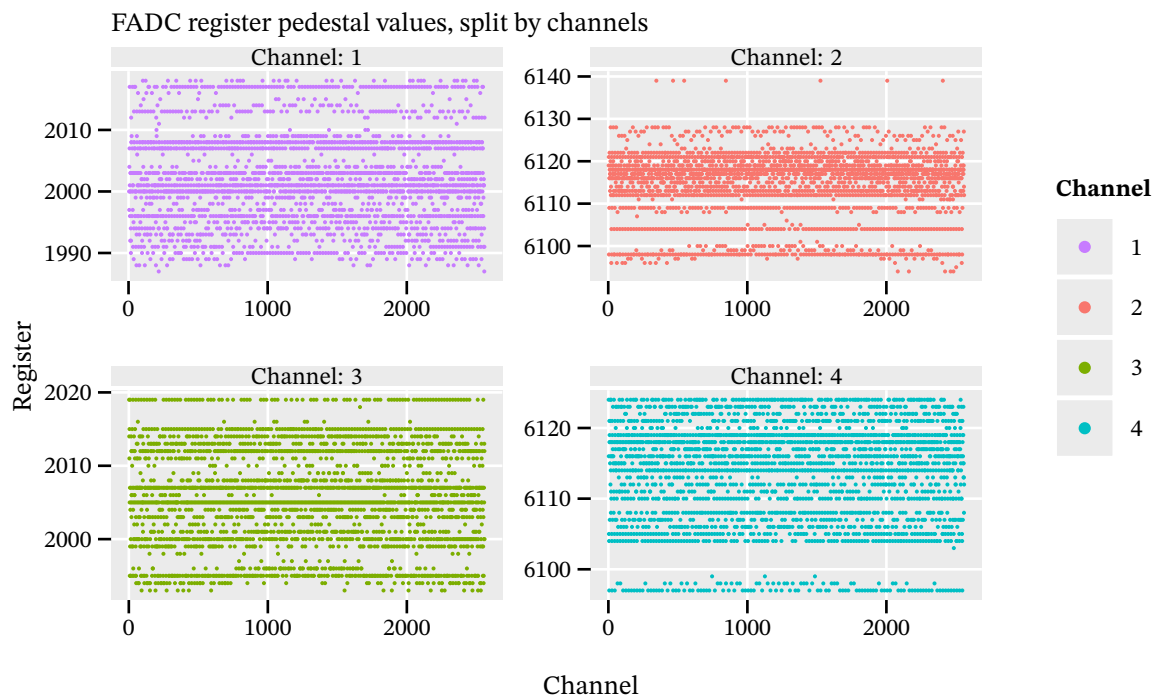 FADC register pedestal values, split by channels
Channel: 1
Channel: 2
2010
2000
1990
0 1000 2000
6140
6130
6120
6110
6100
0 1000 2000
Channel: 3
Channel: 4
2020
2010
2000
0 1000 2000
6120
6110
6100
0 1000 2000
Register
Channel
Channel
1
2
3
4